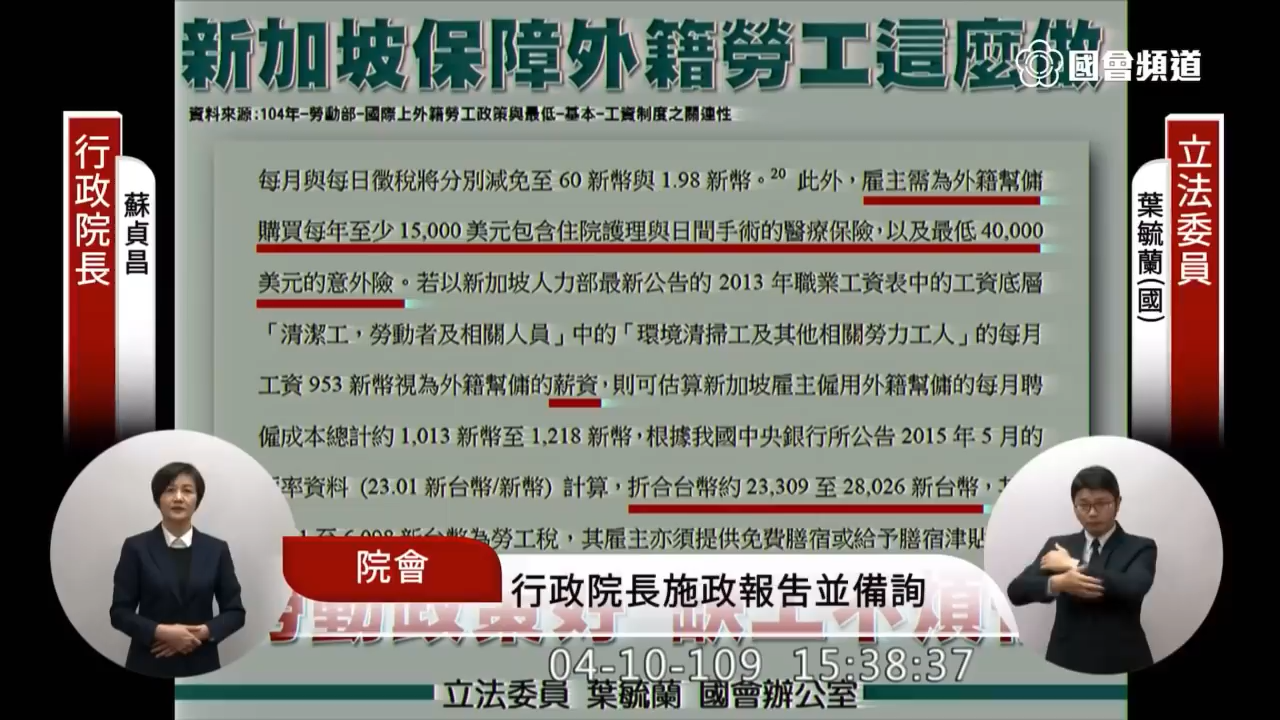 新加坡保障外籍勞工這麼做
國會頻道
資料來源:104年-勞動部-國際上外籍勞工政策與最低-基本-工資制度之關連性
行政院長
蘇貞昌
立法委員
葉毓蘭(國)
每月與每日徵稅將分別減免至 60 新幣與 1.98 新幣。20 此外，雇主需為外籍幫傭
購買每年至少 15,000 美元包含住院護理與日間手術的醫療保險，以及最低 40,000
美元的意外險。若以新加坡人力部最新公告的 2013 年職業工資表中的工資底層
「清潔工，勞動者及相關人員」中的「環境清掃工及其他相關勞力工人」的每月
工資 953 新幣視為外籍幫傭的薪資，則可估算新加坡雇主僱用外籍幫傭的每月聘
僱成本總計約 1,013 新幣至 1,218 新幣，根據我國中央銀行所公告 2015 年 5 月的
率資料 (23.01 新台幣/新幣) 計算，折合台幣約 23,309 至 28,026 新台幣，
為勞工稅，其雇主亦須提供免費膳宿或給予膳宿津貼
院會
行政院長施政報告並備詢
04-10-109 15:38:37
立法委員 葉毓蘭 國會辦公室